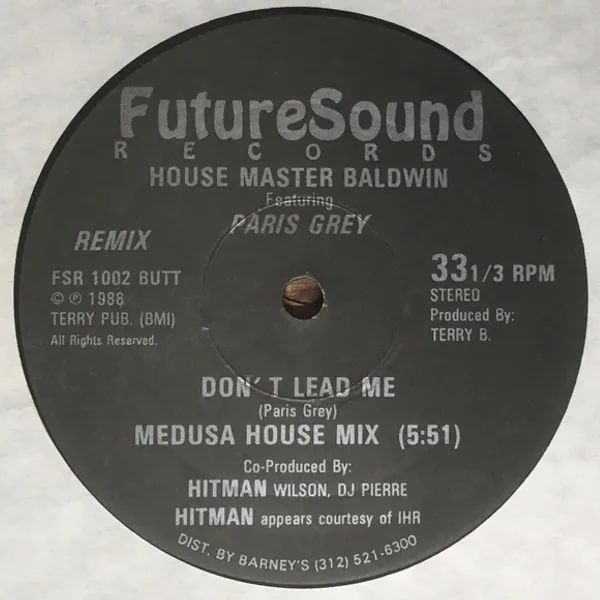 FutureSound
RECORDS
HOUSE MASTER BALDWIN
Featuring
PARIS GREY
REMIX
FSR 1002 BUTT
© ℗ 1988
TERRY PUB. (BMI)
All Rights Reserved.
33 1/3 RPM
STEREO
Produced By:
TERRY B.
DON'T LEAD ME
(Paris Grey)
MEDUSA HOUSE MIX (5:51)
Co-Produced By:
HITMAN WILSON, DJ PIERRE
HITMAN appears courtesy of IHR
DIST. BY BARNEY'S (312) 521-6300